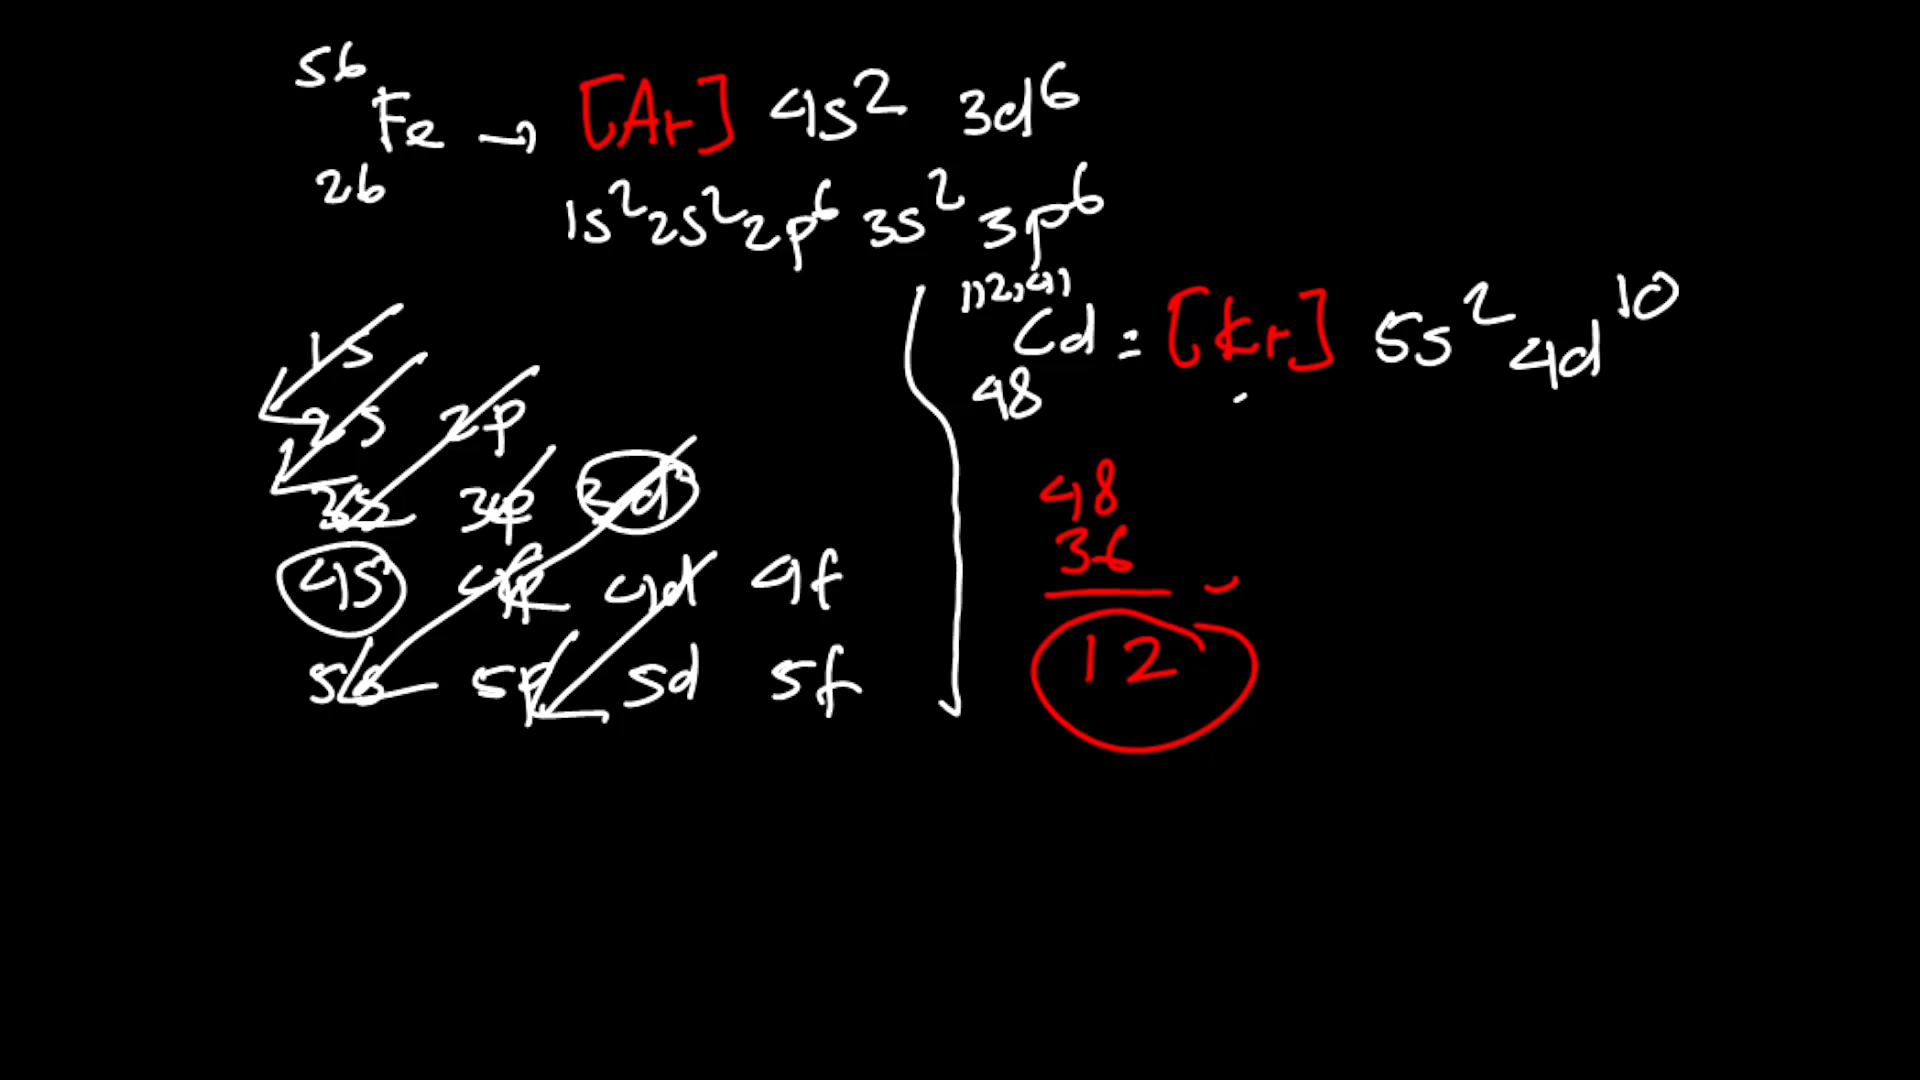 56
Fe → [Ar] 4s² 3d⁶
26
1s² 2s² 2p⁶ 3s² 3p⁶
1s
2s 2p
3s 3p 3d
4s 4p 4d 4f
5s 5p 5d 5f
112,41
Cd = [Kr] 5s² 4d¹⁰
48
48
36
12